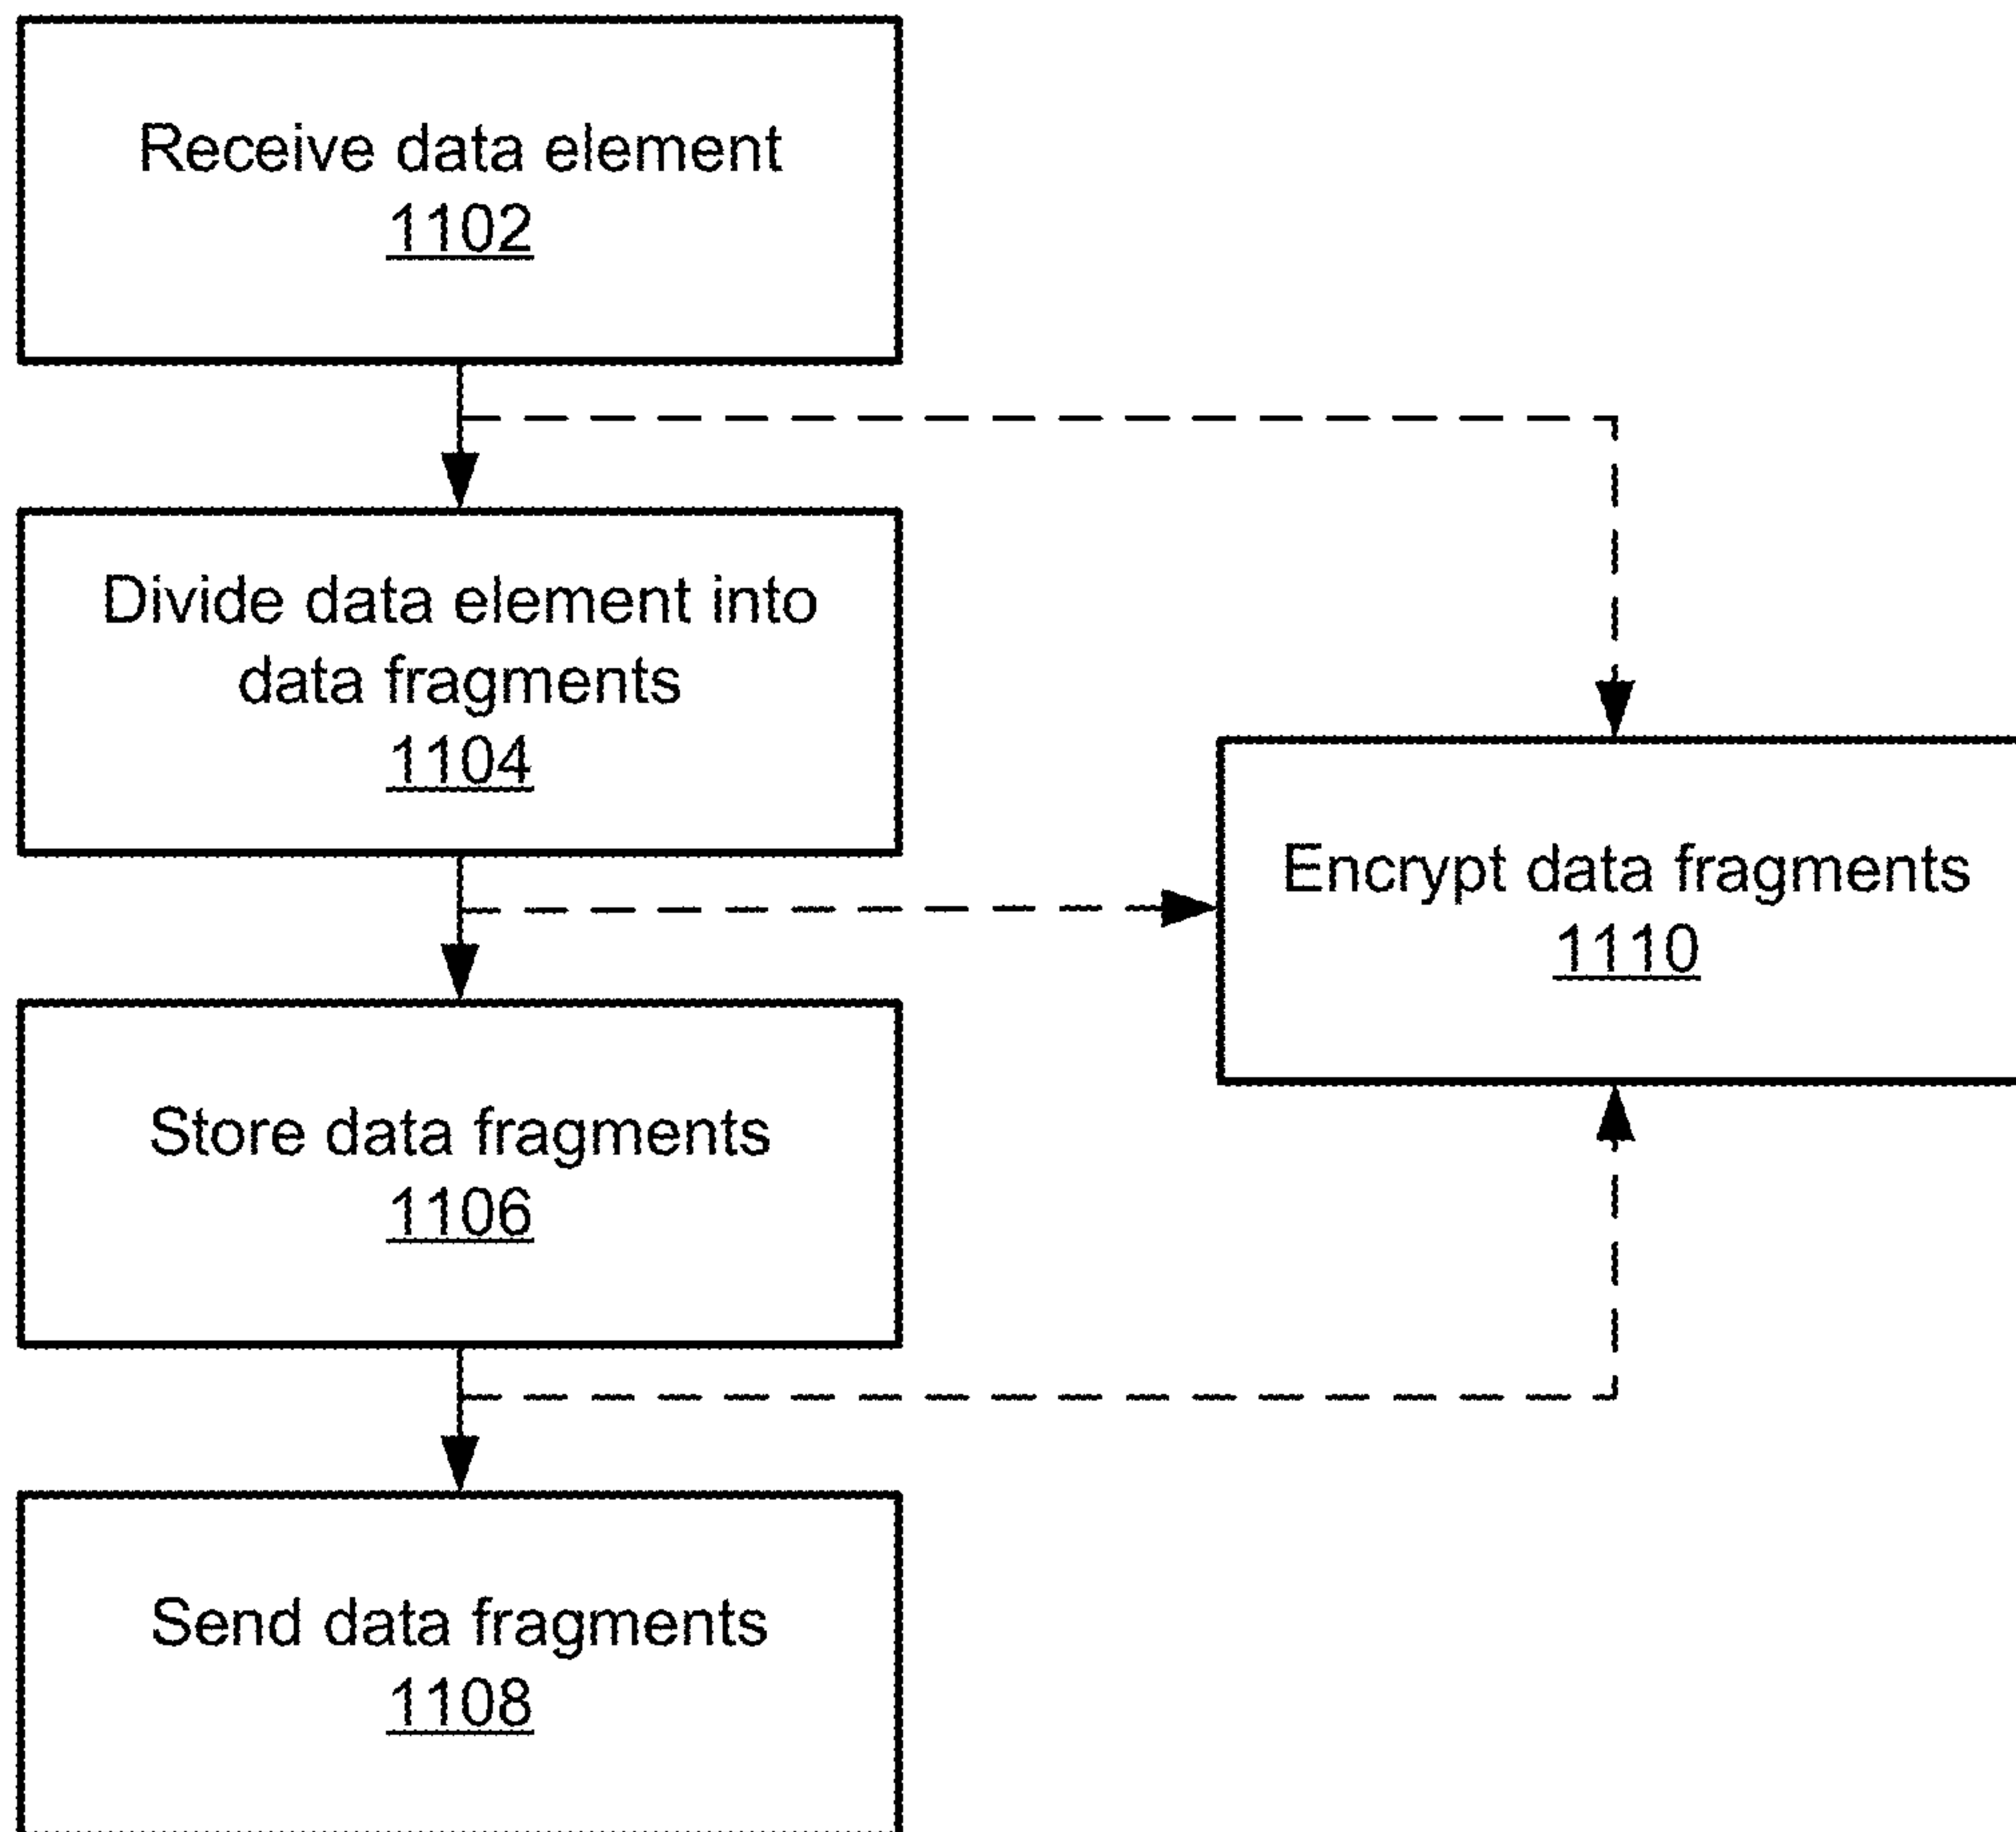 Receive data element
1102
Divide data element into
data fragments
1104
Encrypt data fragments
1110
Store data fragments
1106
Send data fragments
1108